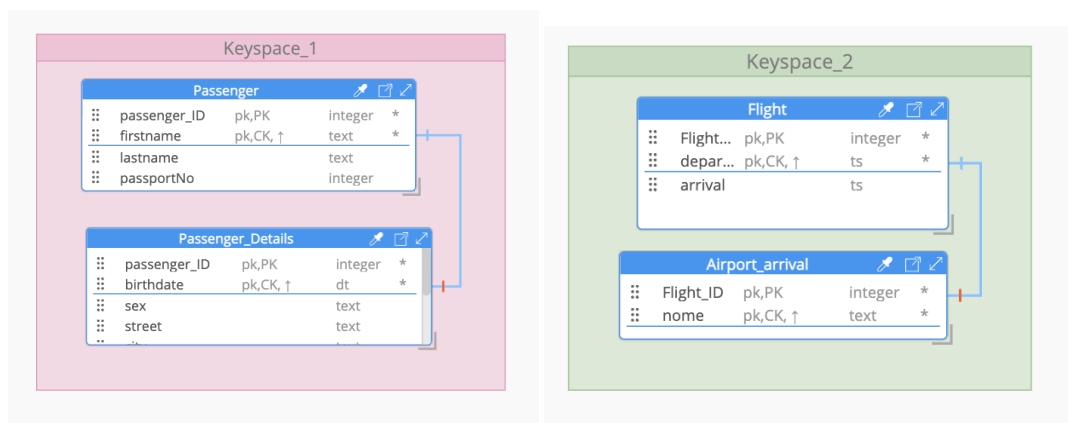 Keyspace_1
Passenger
passenger_ID pk,PK integer *
firstname pk,CK, ↑ text *
lastname text
passportNo integer
Passenger_Details
passenger_ID pk,PK integer *
birthdate pk,CK, ↑ dt *
sex text
street text
Keyspace_2
Flight
Flight... pk,PK integer *
depar... pk,CK, ↑ ts *
arrival ts
Airport_arrival
Flight_ID pk,PK integer *
nome pk,CK, ↑ text *